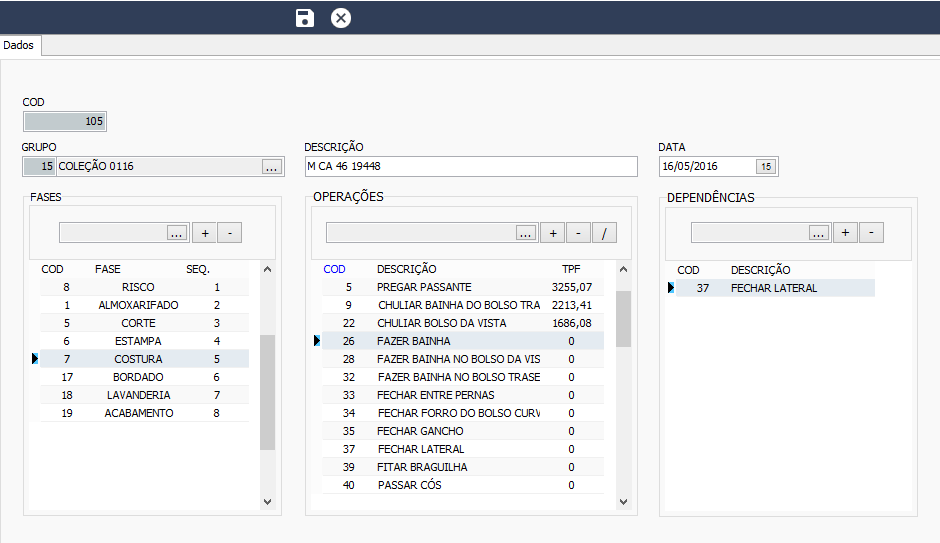 Dados
COD
105
GRUPO DESCRIÇÃO DATA
15 COLEÇÃO 0116 ... M CA 46 19448 16/05/2016 15
FASES
... + -
COD FASE SEQ.
8 RISCO 1
1 ALMOXARIFADO 2
5 CORTE 3
6 ESTAMPA 4
7 COSTURA 5
17 BORDADO 6
18 LAVANDERIA 7
19 ACABAMENTO 8
OPERAÇÕES
... + - /
COD DESCRIÇÃO TPF
5 PREGAR PASSANTE 3255,07
9 CHULIAR BAINHA DO BOLSO TRA 2213,41
22 CHULIAR BOLSO DA VISTA 1686,08
26 FAZER BAINHA 0
28 FAZER BAINHA NO BOLSO DA VIS 0
32 FAZER BAINHA NO BOLSO TRASE 0
33 FECHAR ENTRE PERNAS 0
34 FECHAR FORRO DO BOLSO CURV 0
35 FECHAR GANCHO 0
37 FECHAR LATERAL 0
39 FITAR BRAGUILHA 0
40 PASSAR CÓS 0
DEPENDÊNCIAS
... + -
COD DESCRIÇÃO
37 FECHAR LATERAL